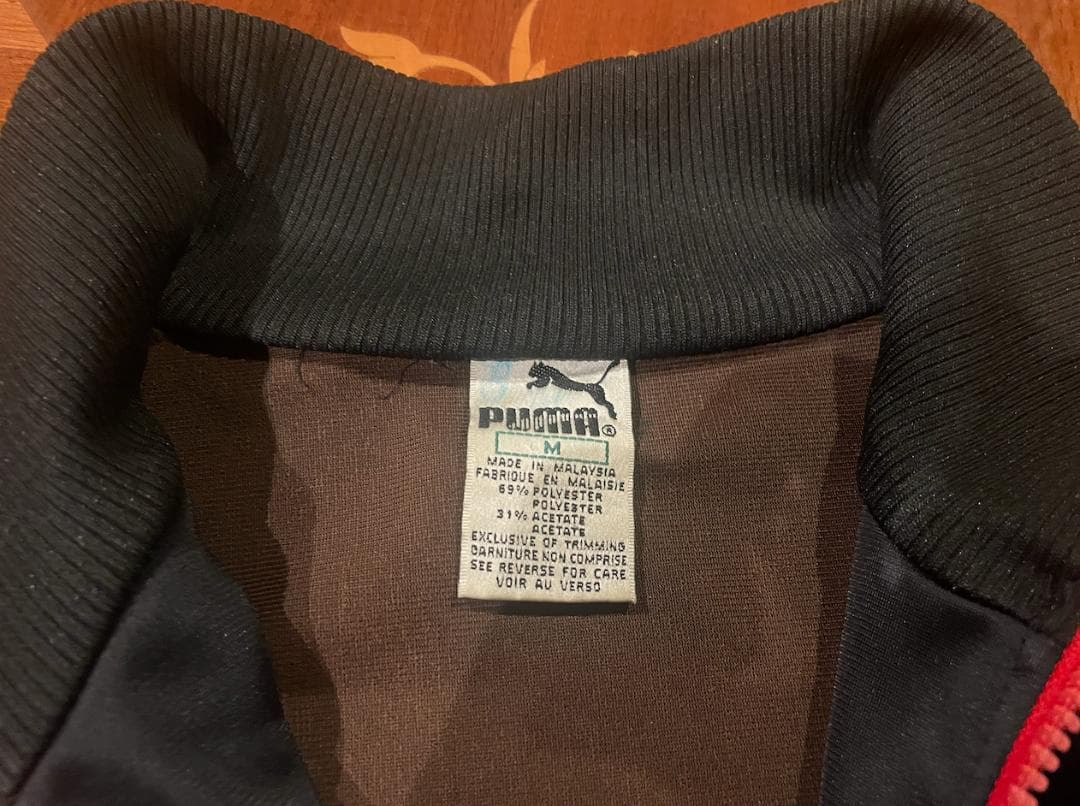 PUMA®
M
MADE IN MALAYSIA
FABRIQUE EN MALAISIE
69% POLYESTER
POLYESTER
31% ACETATE
ACETATE
EXCLUSIVE OF TRIMMING
GARNITURE NON COMPRISE
SEE REVERSE FOR CARE
VOIR AU VERSO